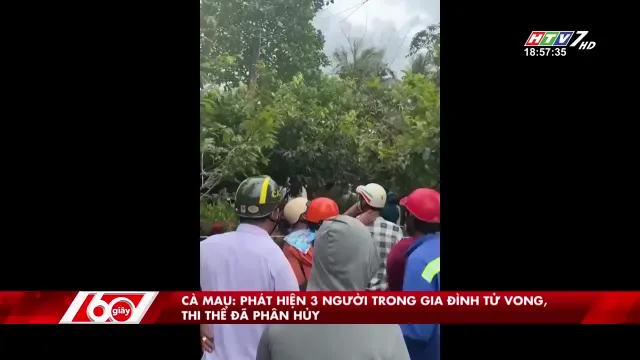 HTV7 HD
18:57:35
60 giây
CÀ MAU: PHÁT HIỆN 3 NGƯỜI TRONG GIA ĐÌNH TỬ VONG,
THI THỂ ĐÃ PHÂN HỦY